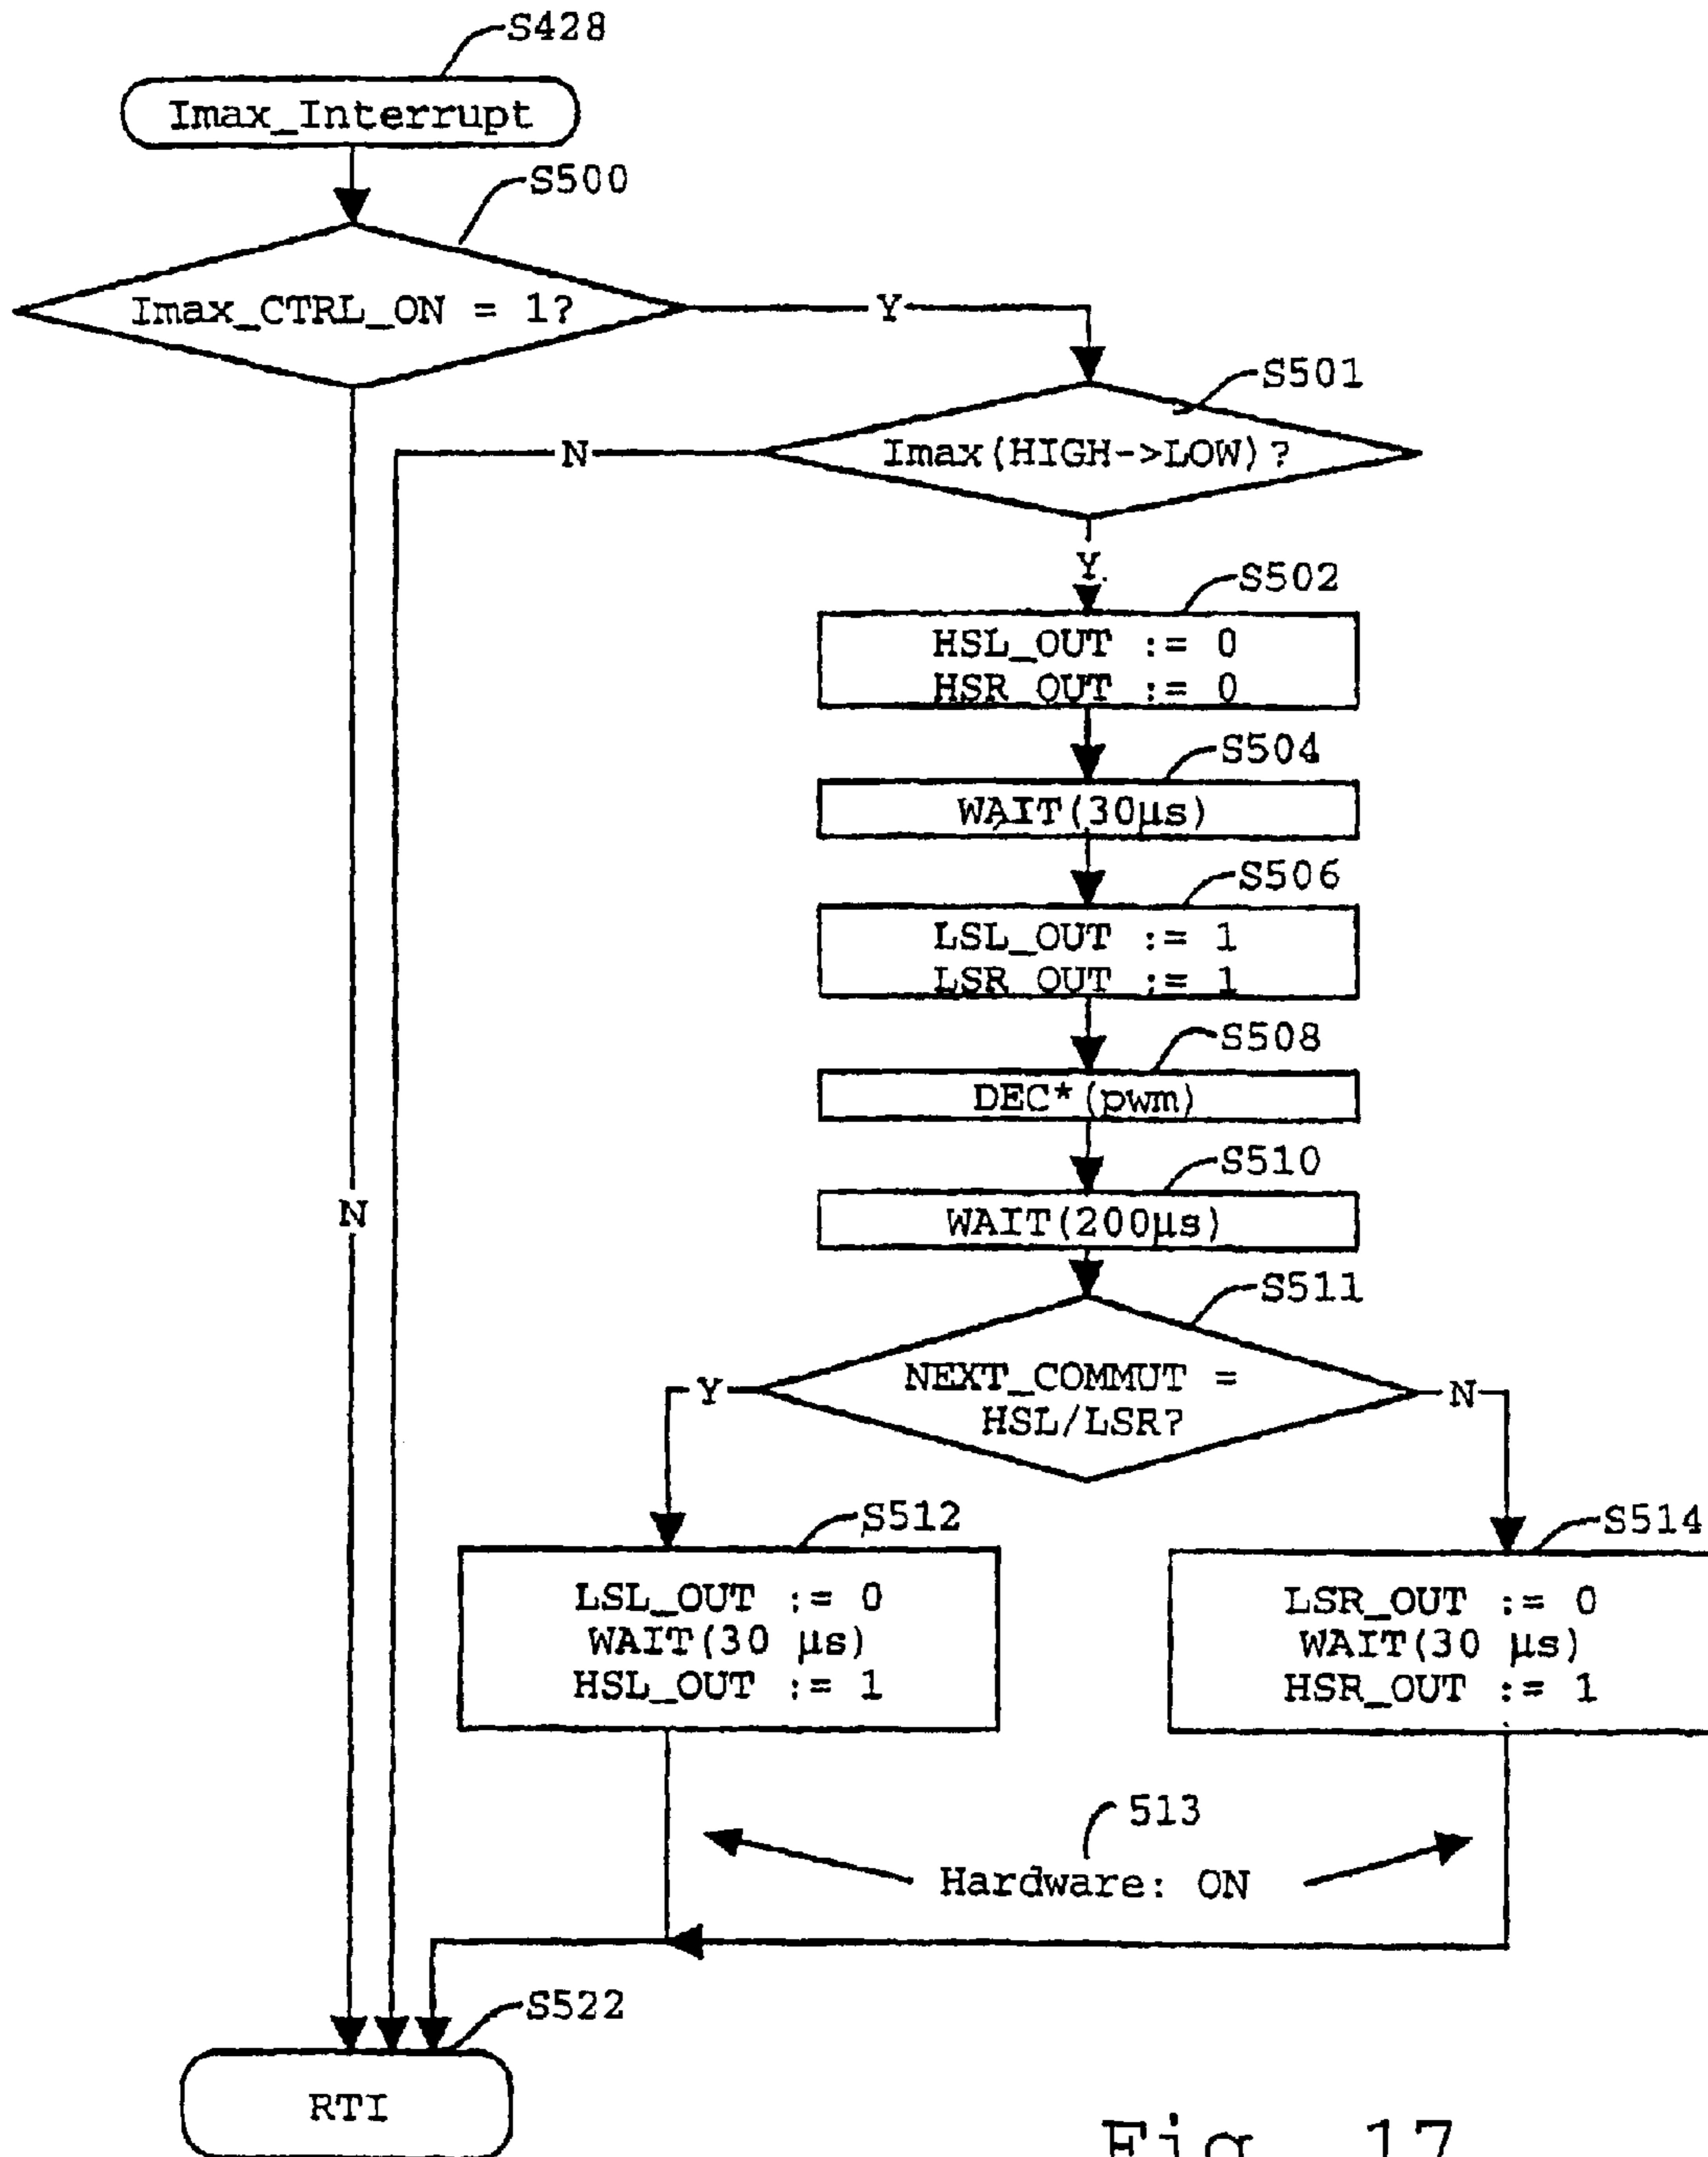 S428
Imax_Interrupt
S500
Imax_CTRL_ON = 1?
Y
S501
Imax(HIGH->LOW)?
N
Y
S502
HSL_OUT := 0
HSR_OUT := 0
S504
WAIT(30µs)
S506
LSL_OUT := 1
LSR_OUT := 1
S508
DEC*(pwm)
S510
WAIT(200µs)
N
S511
NEXT_COMMUT =
HSL/LSR?
Y
N
S512
LSL_OUT := 0
WAIT(30 µs)
HSL_OUT := 1
S514
LSR_OUT := 0
WAIT(30 µs)
HSR_OUT := 1
513
Hardware: ON
S522
RTI
Fig. 17